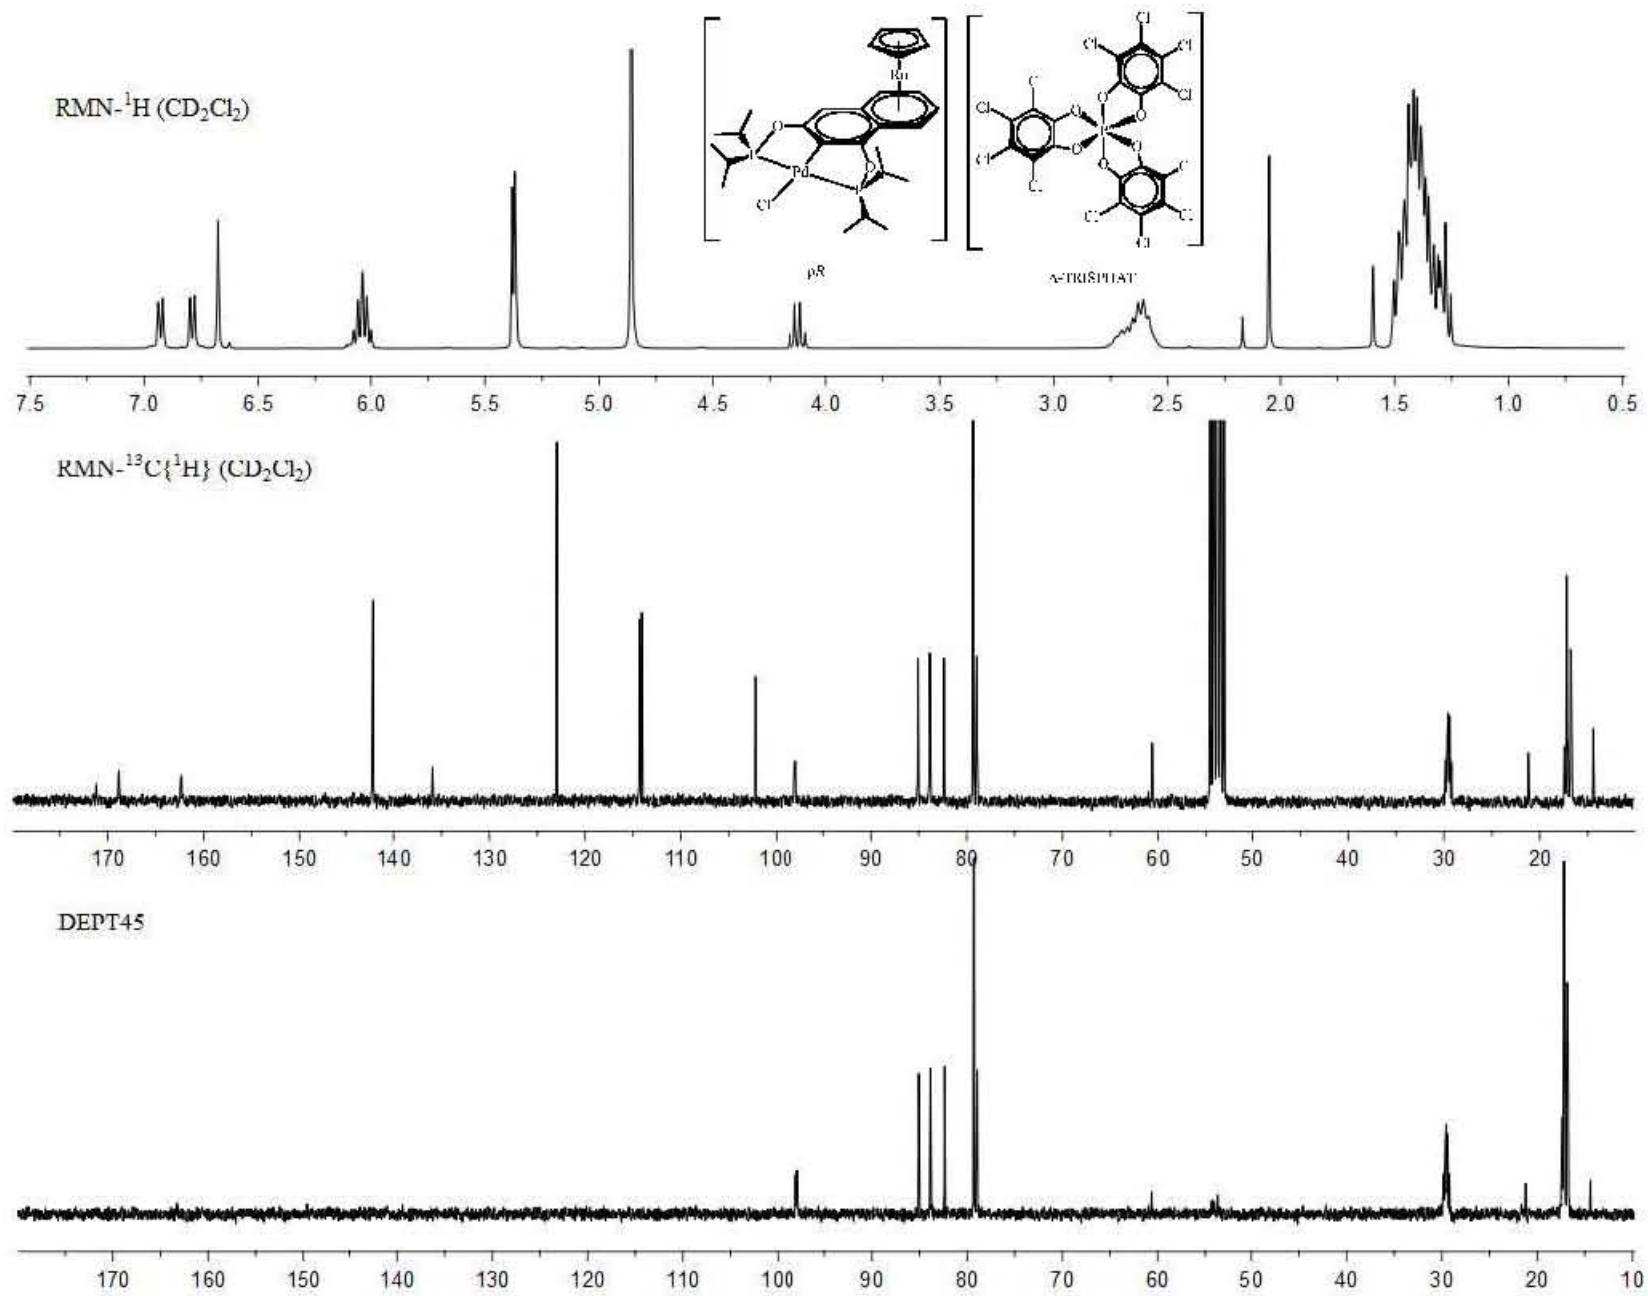 RMN-¹H (CD₂Cl₂)
Ru
O
P
Pd
Cl
O
P
pR
Cl
Cl
Cl
Cl
Cl
Cl
Cl
Cl
Cl
Cl
Cl
Cl
O
O
O
O
O
O
P
Δ-TRISPHAT
7.5 7.0 6.5 6.0 5.5 5.0 4.5 4.0 3.5 3.0 2.5 2.0 1.5 1.0 0.5
RMN-¹³C{¹H} (CD₂Cl₂)
170 160 150 140 130 120 110 100 90 80 70 60 50 40 30 20
DEPT45
170 160 150 140 130 120 110 100 90 80 70 60 50 40 30 20 10